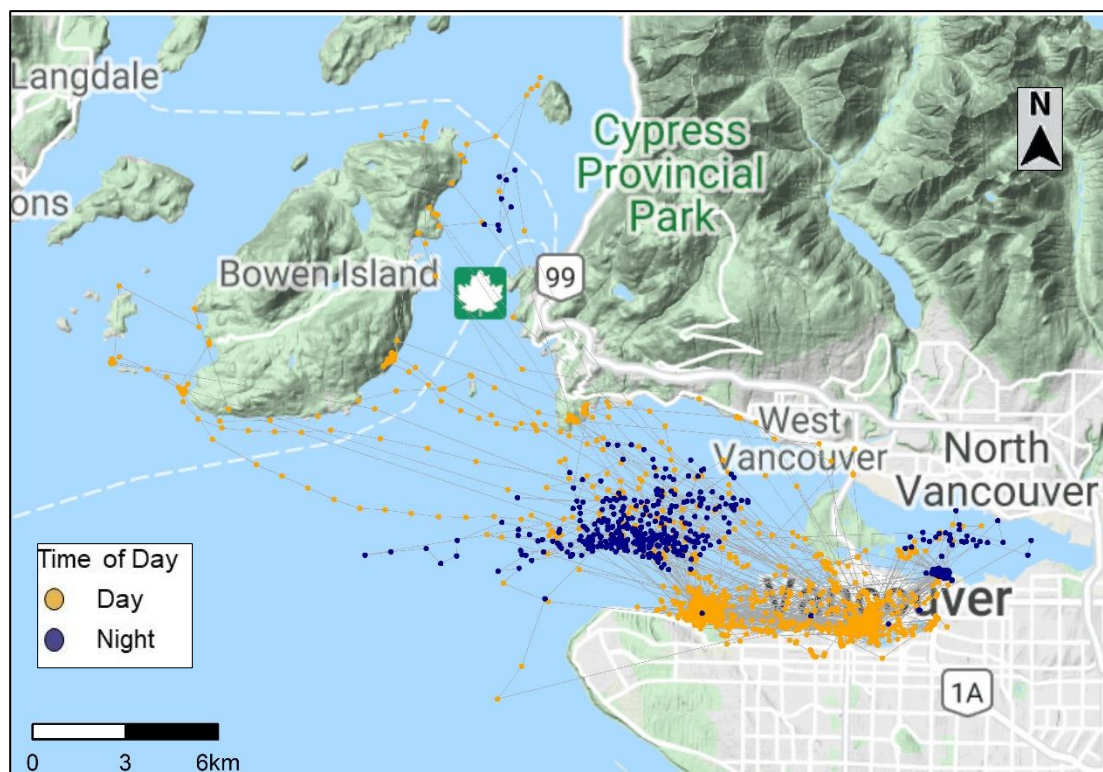 Langdale
ons
N
Cypress
Provincial
Park
Bowen Island
99
West
Vancouver
North
Vancouver
Time of Day
Day
Night
1A
0 3 6km